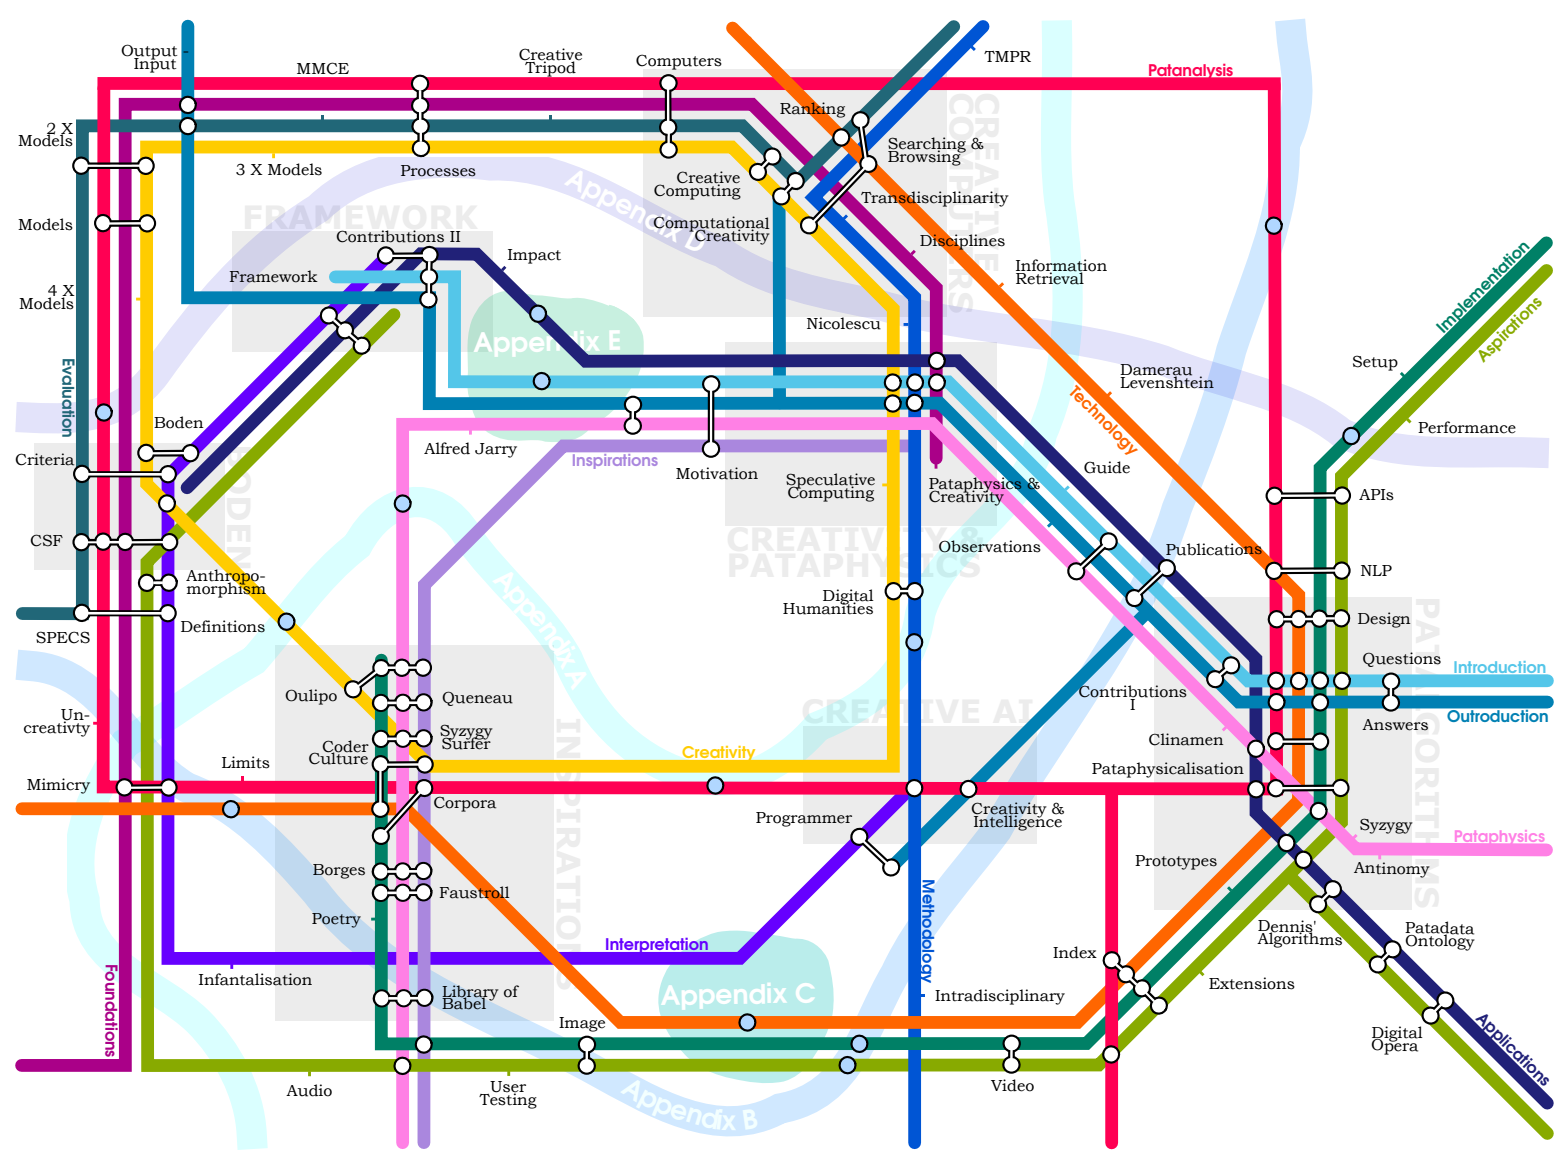 Output
Input
MMCE
Creative
Tripod
Computers
TMPR
Patanalysis
Ranking
CREATIVE
COMPUTERS
2 X
Models
3 X Models
Processes
Searching &
Browsing
Creative
Computing
Appendix D
Transdisciplinarity
Models
FRAMEWORK
Contributions II
Computational
Creativity
Disciplines
Impact
Framework
Information
Retrieval
4 X
Models
Implementation
Aspirations
Nicolescu
Appendix E
Setup
Evaluation
Damerau
Levenshtein
Technology
Boden
Alfred Jarry
Performance
Criteria
BODEN
Inspirations
Motivation
Guide
Speculative
Computing
Pataphysics &
Creativity
APIs
CSF
CREATIVITY &
PATAPHYSICS
Observations
Publications
Anthropo-
morphism
NLP
Appendix A
Digital
Humanities
SPECS
Definitions
Design
PATALGORITHMS
Questions
Introduction
Oulipo
Queneau
Contributions
I
Un-
creativty
CREATIVE AI
Outroduction
Answers
Coder
Culture
Syzygy
Surfer
INSPIRATIONS
Creativity
Clinamen
Limits
Pataphysicalisation
Mimicry
Corpora
Programmer
Creativity &
Intelligence
Syzygy
Pataphysics
Borges
Prototypes
Antinomy
Faustroll
Poetry
Methodology
Dennis'
Algorithms
Patadata
Ontology
Interpretation
Index
Foundations
Infantalisation
Library of
Babel
Appendix C
Intradisciplinary
Extensions
Image
Digital
Opera
Applications
Audio
User
Testing
Appendix B
Video